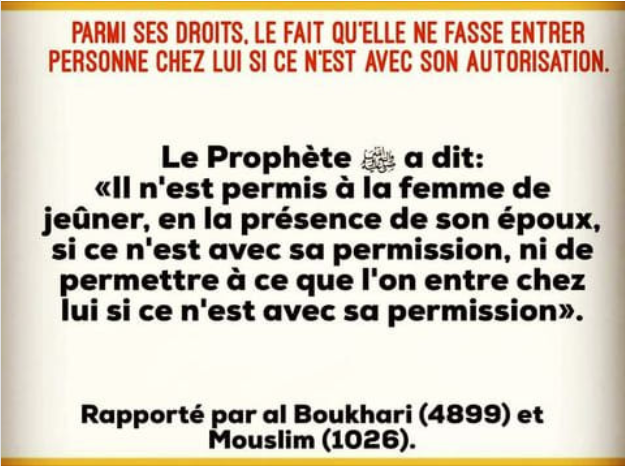 PARMI SES DROITS, LE FAIT QU'ELLE NE FASSE ENTRER
PERSONNE CHEZ LUI SI CE N'EST AVEC SON AUTORISATION.
Le Prophète ﷺ a dit:
«Il n'est permis à la femme de
jeûner, en la présence de son époux,
si ce n'est avec sa permission, ni de
permettre à ce que l'on entre chez
lui si ce n'est avec sa permission».
Rapporté par al Boukhari (4899) et
Mouslim (1026).